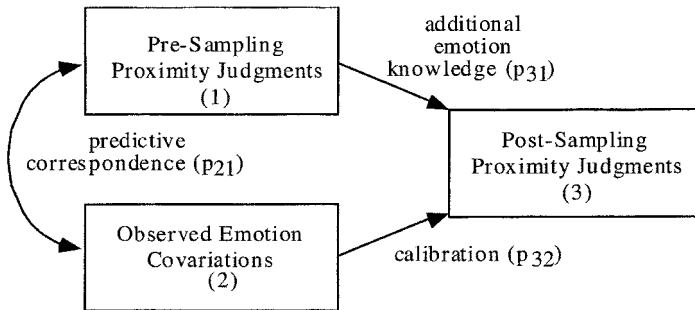 Pre-Sampling
Proximity Judgments
(1)
additional
emotion
knowledge (p31)
predictive
correspondence (p21)
Post-Sampling
Proximity Judgments
(3)
Observed Emotion
Covariations
(2)
calibration (p32)